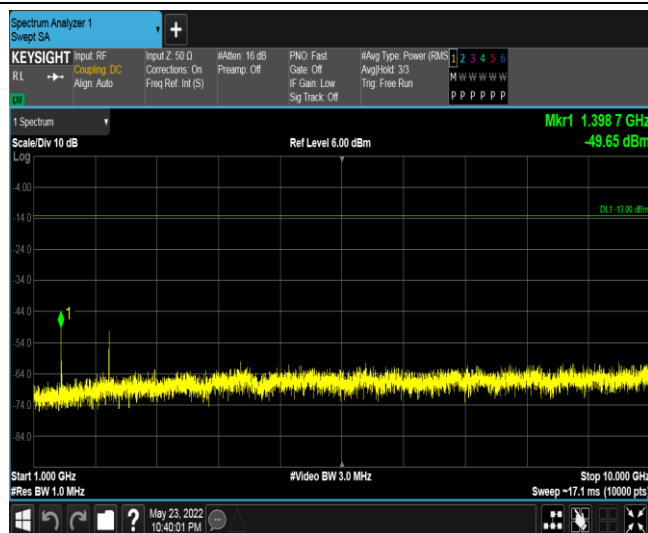 Spectrum Analyzer 1
Swept SA
KEYSIGHT
RL
Input: RF
Coupling: DC
Align: Auto
Input Z: 50 Ω
Corrections: On
Freq Ref: Int (S)
#Atten: 16 dB
Preamp: Off
PNO: Fast
Gate: Off
IF Gain: Low
Sig Track: Off
#Avg Type: Power (RMS
Avg|Hold: 3/3
Trig: Free Run
1 2 3 4 5 6
M W W W W W
P P P P P P
1 Spectrum
Mkr1 1.398 7 GHz
-49.65 dBm
Scale/Div 10 dB
Ref Level 6.00 dBm
Log
-4.00
DL1 -13.00 dBm
-14.0
-24.0
-34.0
-44.0
1
-54.0
-64.0
-74.0
-84.0
Start 1.000 GHz
#Video BW 3.0 MHz
Stop 10.000 GHz
#Res BW 1.0 MHz
Sweep ~17.1 ms (10000 pts)
?
May 23, 2022
10:40:01 PM